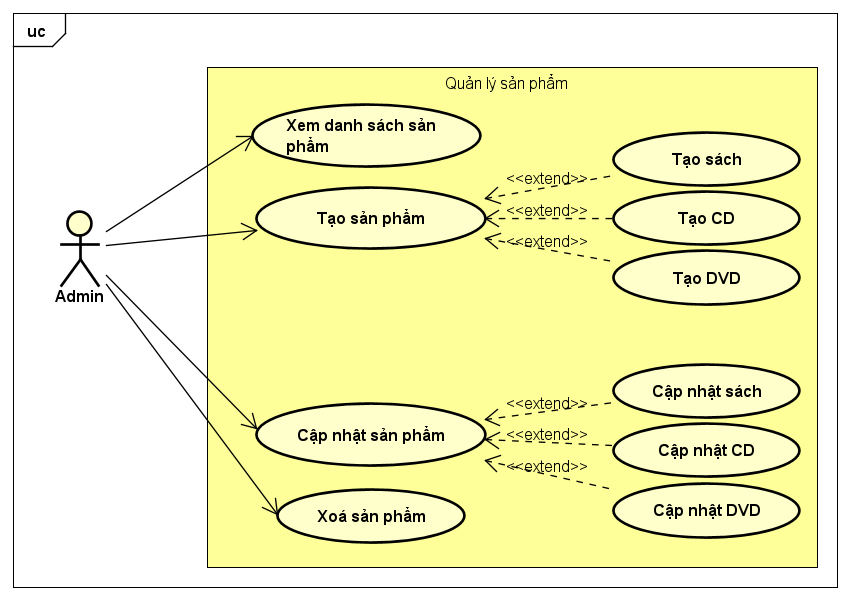 uc
Quản lý sản phẩm
Xem danh sách sản
phẩm
Tạo sản phẩm
<<extend>>
<<extend>>
<<extend>>
Tạo sách
Tạo CD
Tạo DVD
Admin
Cập nhật sản phẩm
<<extend>>
<<extend>>
<<extend>>
Cập nhật sách
Cập nhật CD
Cập nhật DVD
Xoá sản phẩm